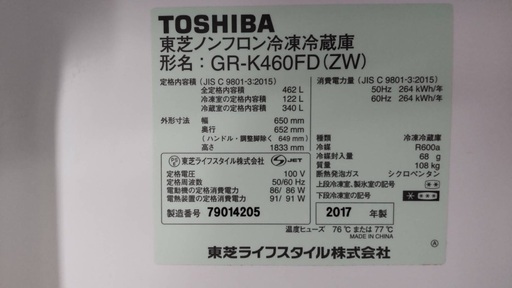 TOSHIBA
東芝ノンフロン冷凍冷蔵庫
形名：GR-K460FD(ZW)
定格内容積 (JIS C 9801-3:2015)
全定格内容積 462 L
冷凍室の定格内容積 122 L
冷蔵室の定格内容積 340 L
外形寸法 幅 650 mm
奥行 652 mm
(ハンドル・調整脚除く 649 mm)
高さ 1833 mm
東芝ライフスタイル株式会社 JET
定格電圧 100 V
定格周波数 50/60 Hz
電動機の定格消費電力 86/ 86 W
電熱装置の定格消費電力 91/ 91 W
製造番号 79014205
消費電力量 (JIS C 9801-3:2015)
50Hz 264 kWh/年
60Hz 264 kWh/年
種類 冷凍冷蔵庫
冷媒 R600a
冷媒封入量 68 g
質量 108 kg
断熱発泡ガス シクロペンタン
上段冷凍室、製氷室の記号 **
下段冷凍室の記号 ****
2017 年製
温度ヒューズ 76 ℃ または 77 ℃
MADE IN CHINA
東芝ライフスタイル株式会社 Ⓐ